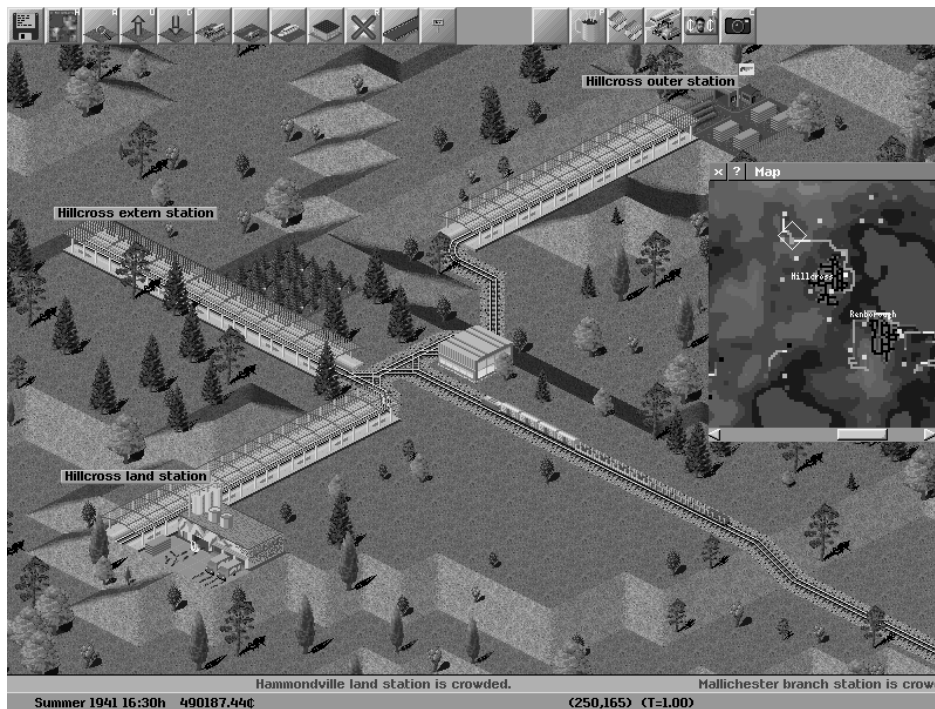 Hillcross outer station
× ? Map
Hillcross extern station
Hillcross
Renborough
Hillcross land station
Hammondville land station is crowded.
Mallichester branch station is crow
Summer 1941 16:30h 490187.44¢
(250,165) (T=1.00)